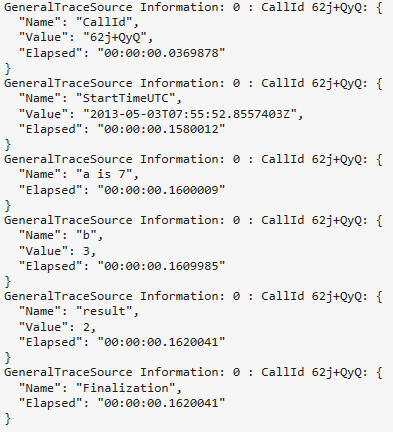 GeneralTraceSource Information: 0 : CallId 62j+QyQ: {
  "Name": "CallId",
  "Value": "62j+QyQ",
  "Elapsed": "00:00:00.0369878"
}
GeneralTraceSource Information: 0 : CallId 62j+QyQ: {
  "Name": "StartTimeUTC",
  "Value": "2013-05-03T07:55:52.8557403Z",
  "Elapsed": "00:00:00.1580012"
}
GeneralTraceSource Information: 0 : CallId 62j+QyQ: {
  "Name": "a is 7",
  "Elapsed": "00:00:00.1600009"
}
GeneralTraceSource Information: 0 : CallId 62j+QyQ: {
  "Name": "b",
  "Value": 3,
  "Elapsed": "00:00:00.1609985"
}
GeneralTraceSource Information: 0 : CallId 62j+QyQ: {
  "Name": "result",
  "Value": 2,
  "Elapsed": "00:00:00.1620041"
}
GeneralTraceSource Information: 0 : CallId 62j+QyQ: {
  "Name": "Finalization",
  "Elapsed": "00:00:00.1620041"
}